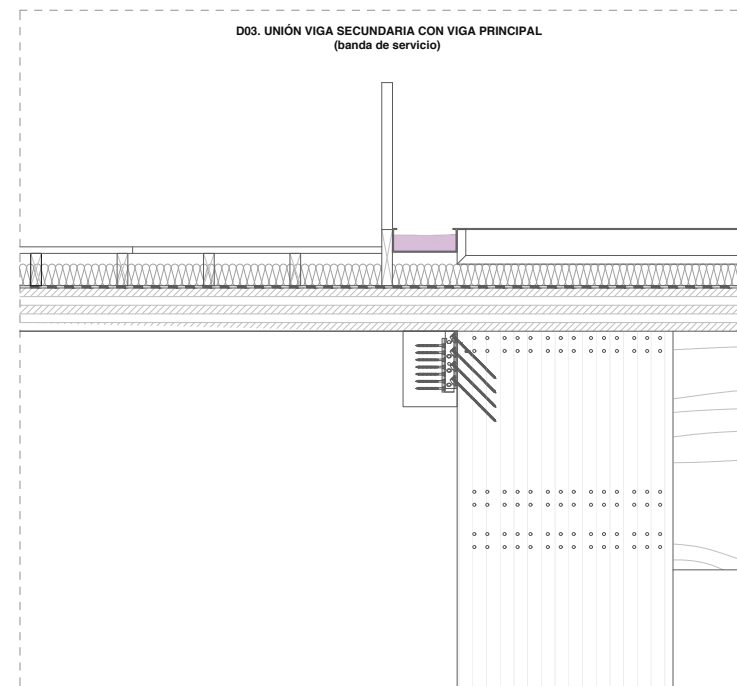 D03. UNIÓN VIGA SECUNDARIA CON VIGA PRINCIPAL
(banda de servicio)